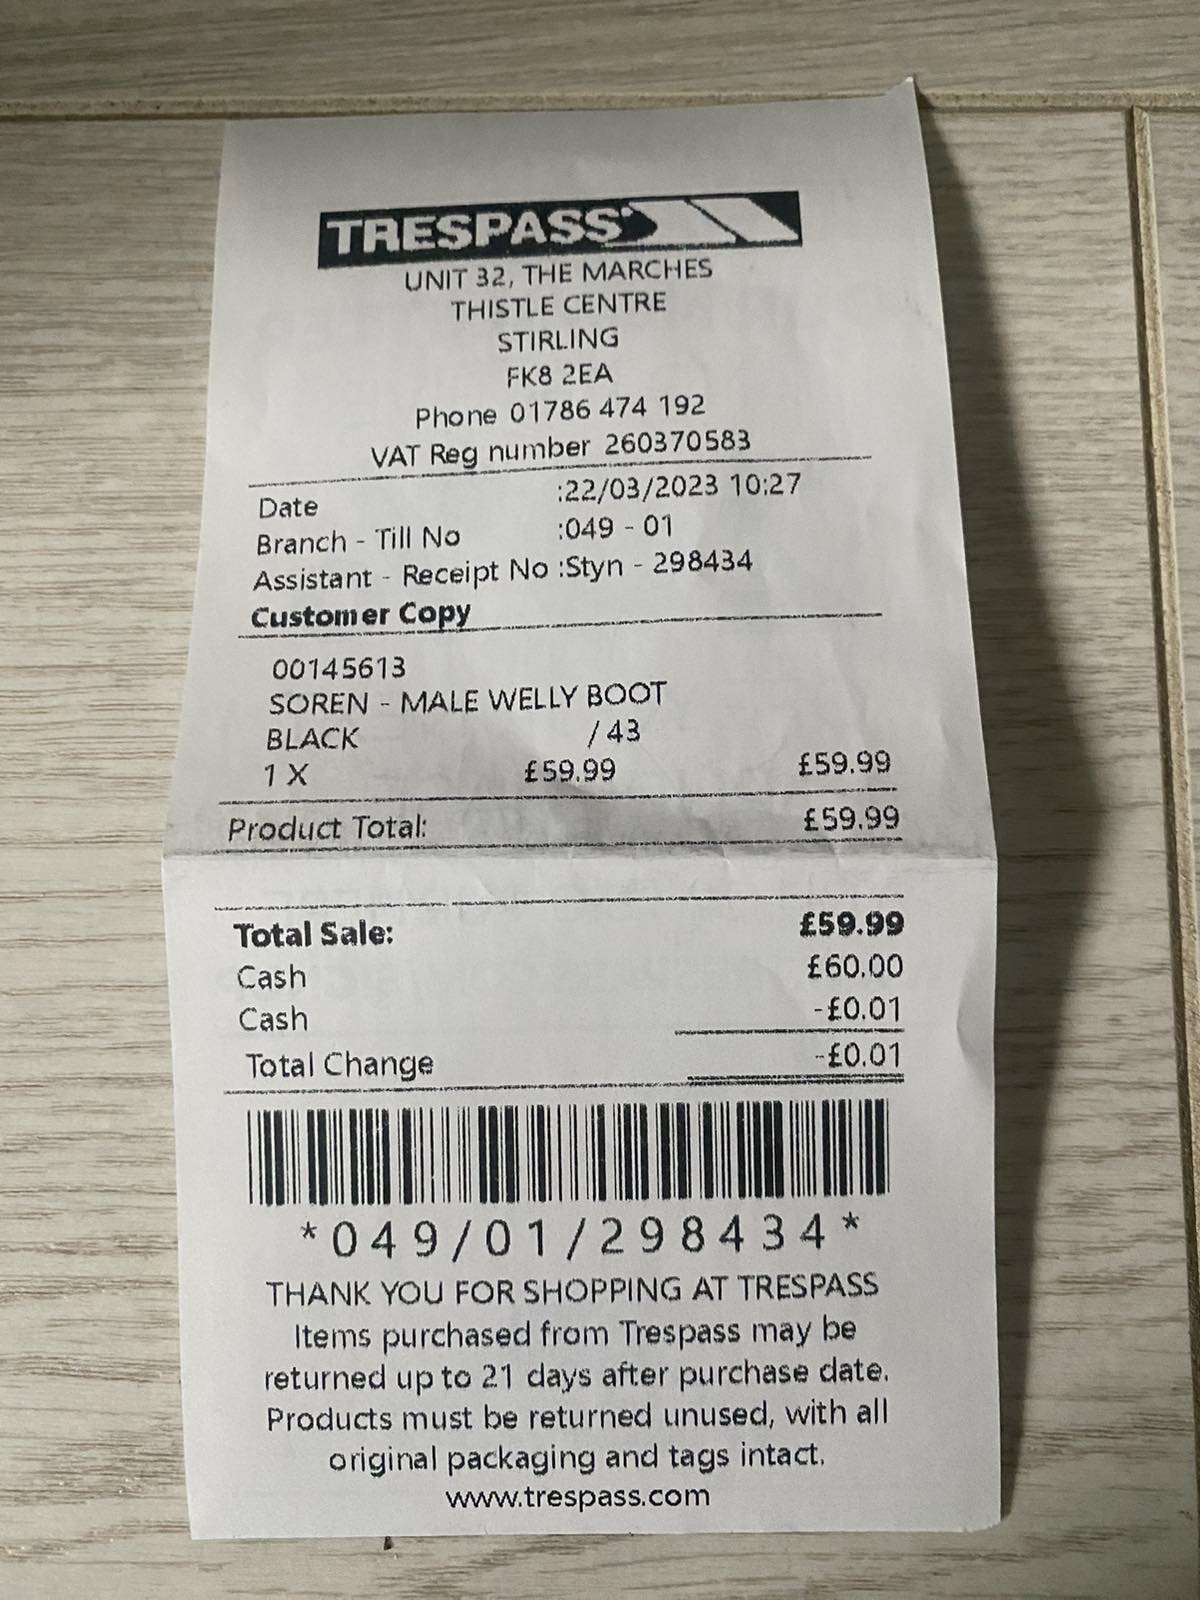 TRESPASS
UNIT 32, THE MARCHES
THISTLE CENTRE
STIRLING
FK8 2EA
Phone 01786 474 192
VAT Reg number 260370583
Date :22/03/2023 10:27
Branch - Till No :049 - 01
Assistant - Receipt No :Styn - 298434
Customer Copy
00145613
SOREN - MALE WELLY BOOT
BLACK / 43
1 X £59.99 £59.99
Product Total: £59.99
Total Sale: £59.99
Cash £60.00
Cash -£0.01
Total Change -£0.01
*049/01/298434*
THANK YOU FOR SHOPPING AT TRESPASS
Items purchased from Trespass may be
returned up to 21 days after purchase date.
Products must be returned unused, with all
original packaging and tags intact.
www.trespass.com